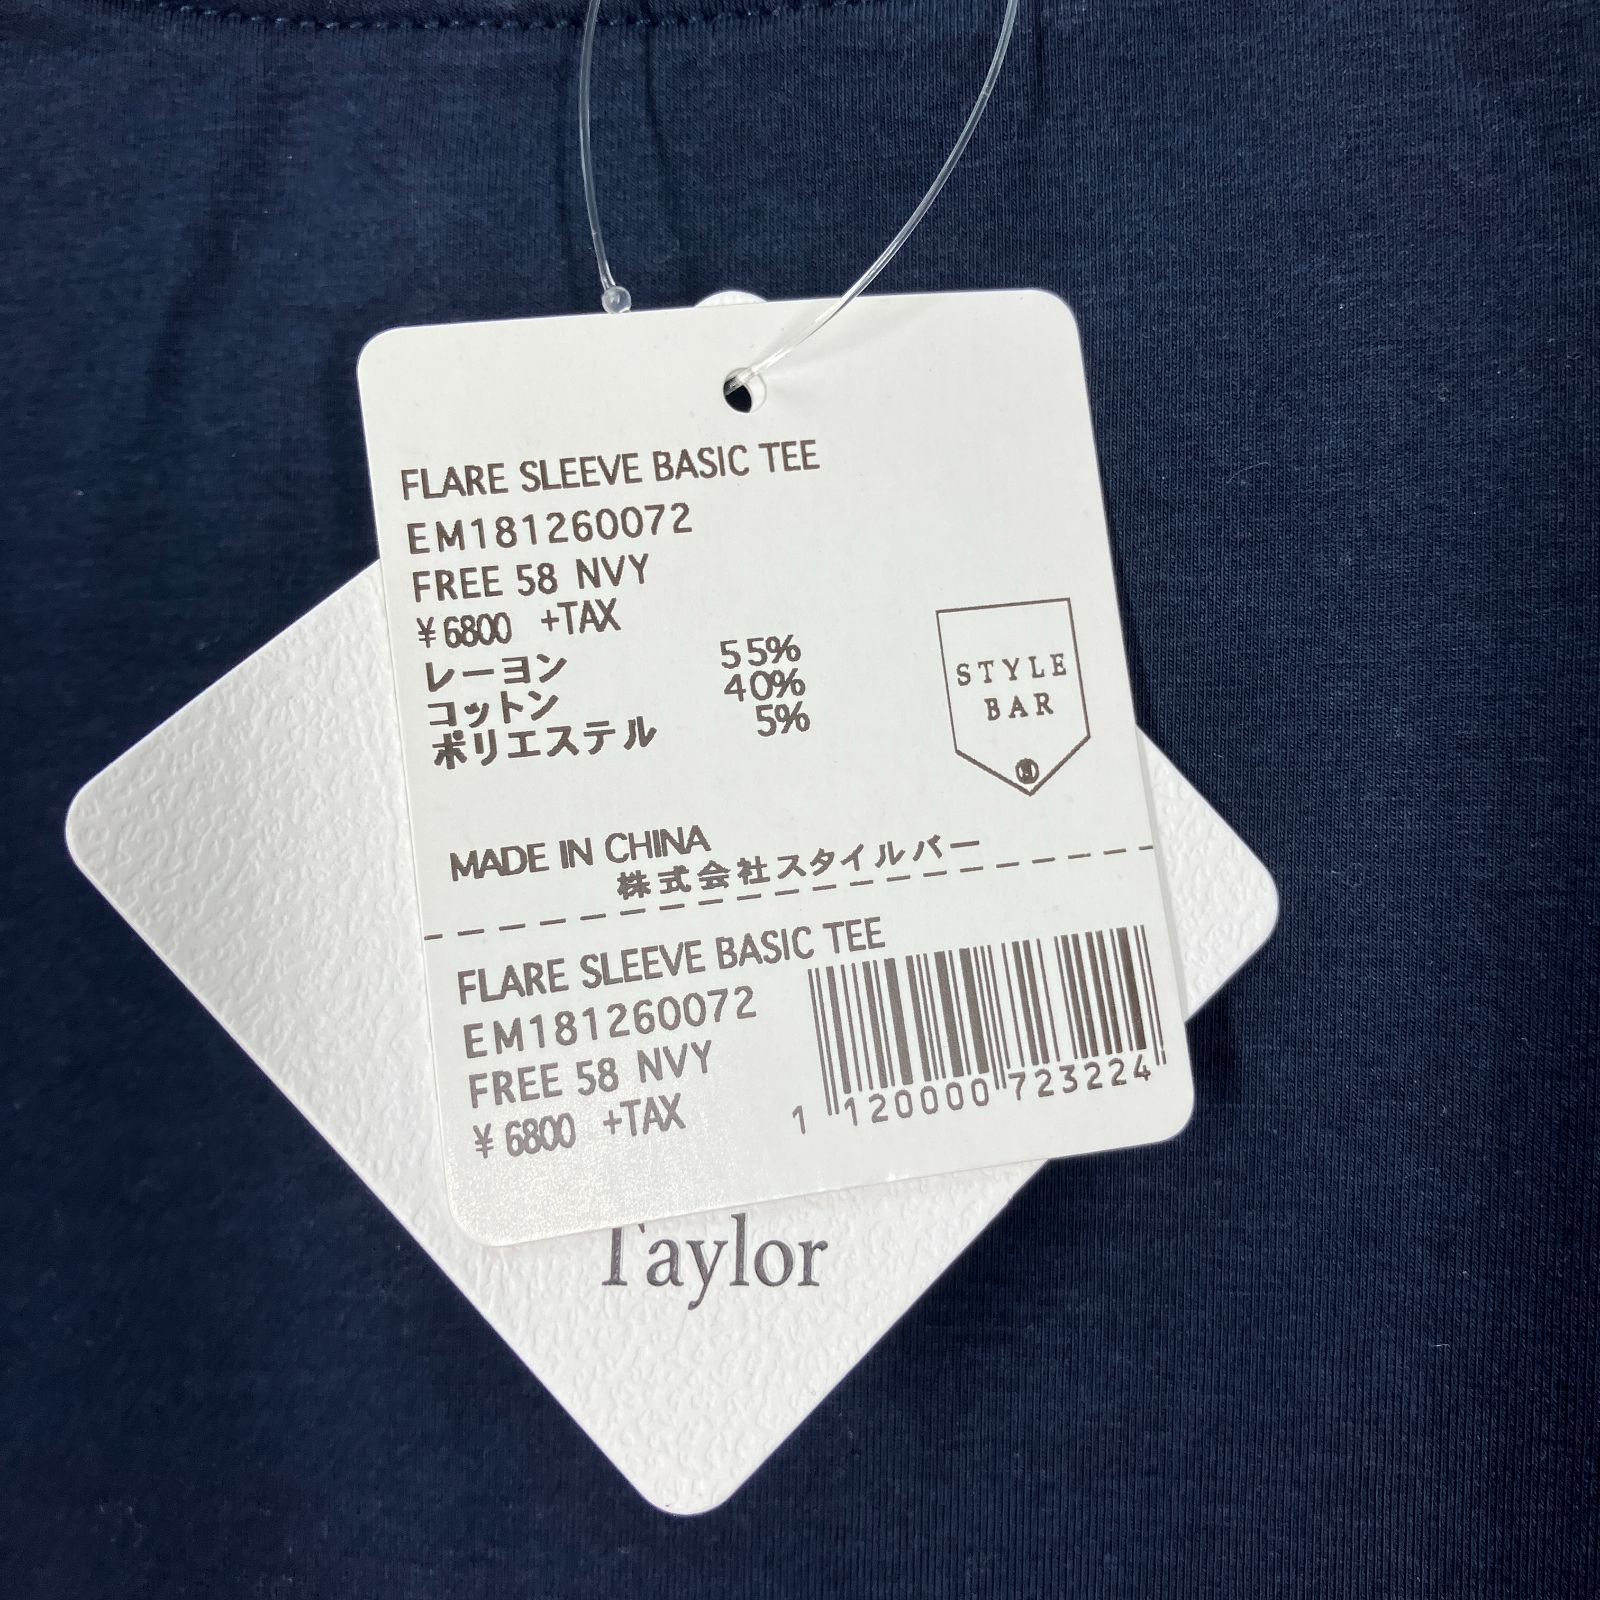 FLARE SLEEVE BASIC TEE
EM181260072
FREE 58 NVY
¥6800 +TAX
レーヨン 55%
コットン 40%
ポリエステル 5%
STYLE
BAR
MADE IN CHINA
株式会社スタイルバー
FLARE SLEEVE BASIC TEE
EM181260072
FREE 58 NVY
¥6800 +TAX
1 120000 723224
Taylor